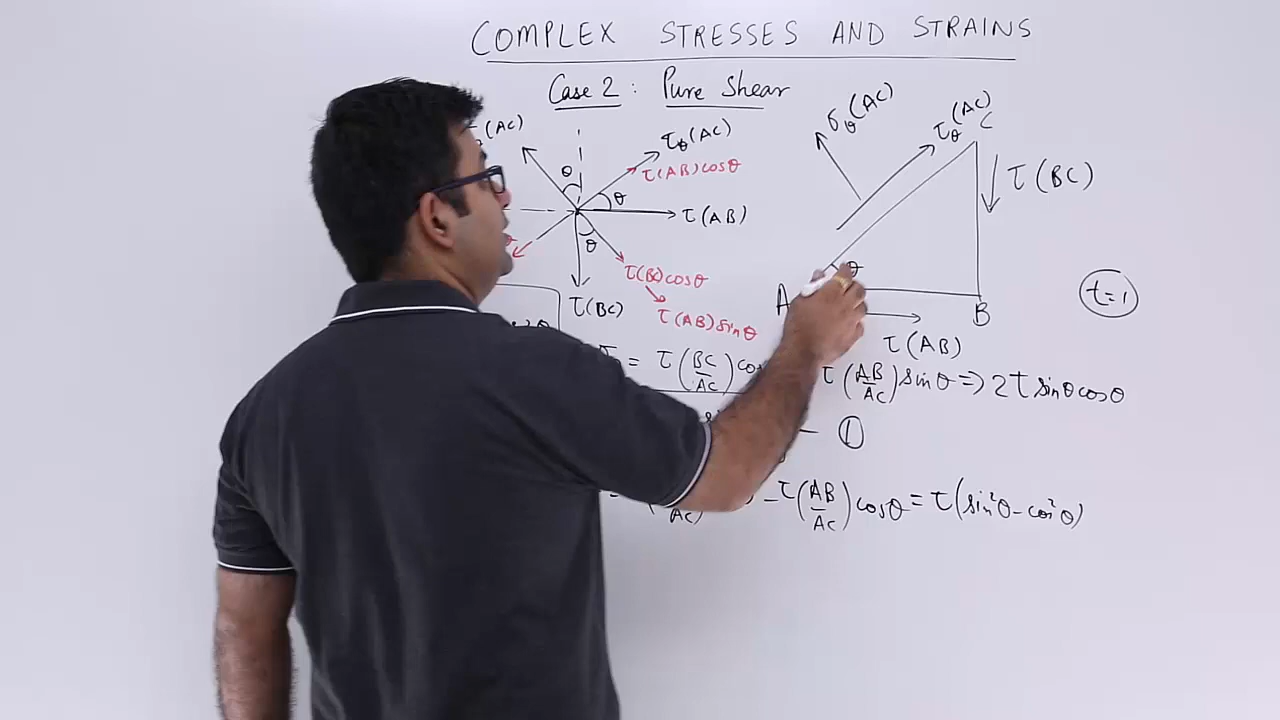 COMPLEX STRESSES AND STRAINS
Case 2 : Pure Shear
(AC)
θ
τθ(AC)
τ(AB)cosθ
θ
τ(AB)
θ
τ(BC)cosθ
τ(AB)sinθ
τ(BC)
σθ(AC)
τθ(AC)
C
τ(BC)
θ
A
B
τ(AB)
t=1
= τ(BC/AC)cos τ(AB/AC)sinθ ⇒ 2τsinθcosθ
– ①
AC) – τ(AB/AC)cosθ = τ(sin²θ – cos²θ)